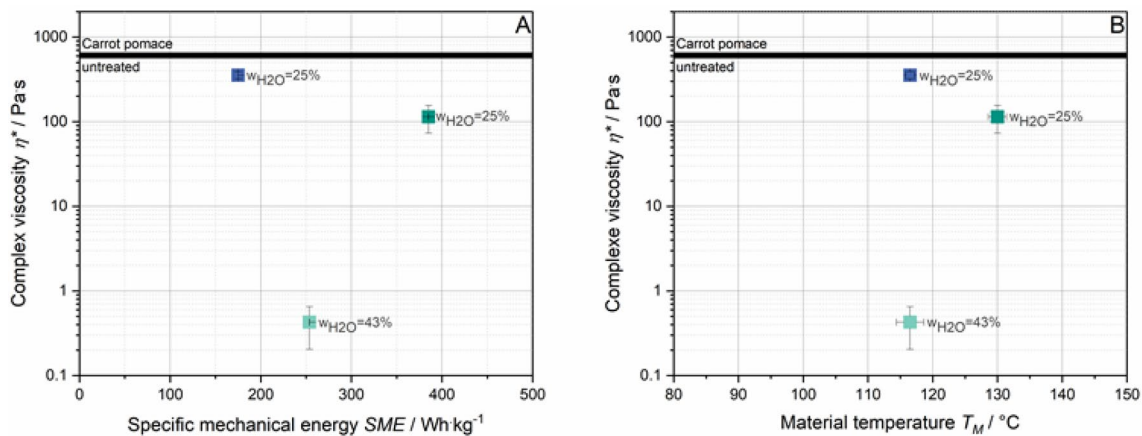 A
1000
Carrot pomace
untreated
wH2O=25%
100
wH2O=25%
10
1
wH2O=43%
0.1
0 100 200 300 400 500
Complex viscosity η* / Pa·s
Specific mechanical energy SME / Wh·kg-1
B
1000
Carrot pomace
untreated
wH2O=25%
100
wH2O=25%
10
1
wH2O=43%
0.1
80 90 100 110 120 130 140 150
Complexe viscosity η* / Pa·s
Material temperature TM / °C